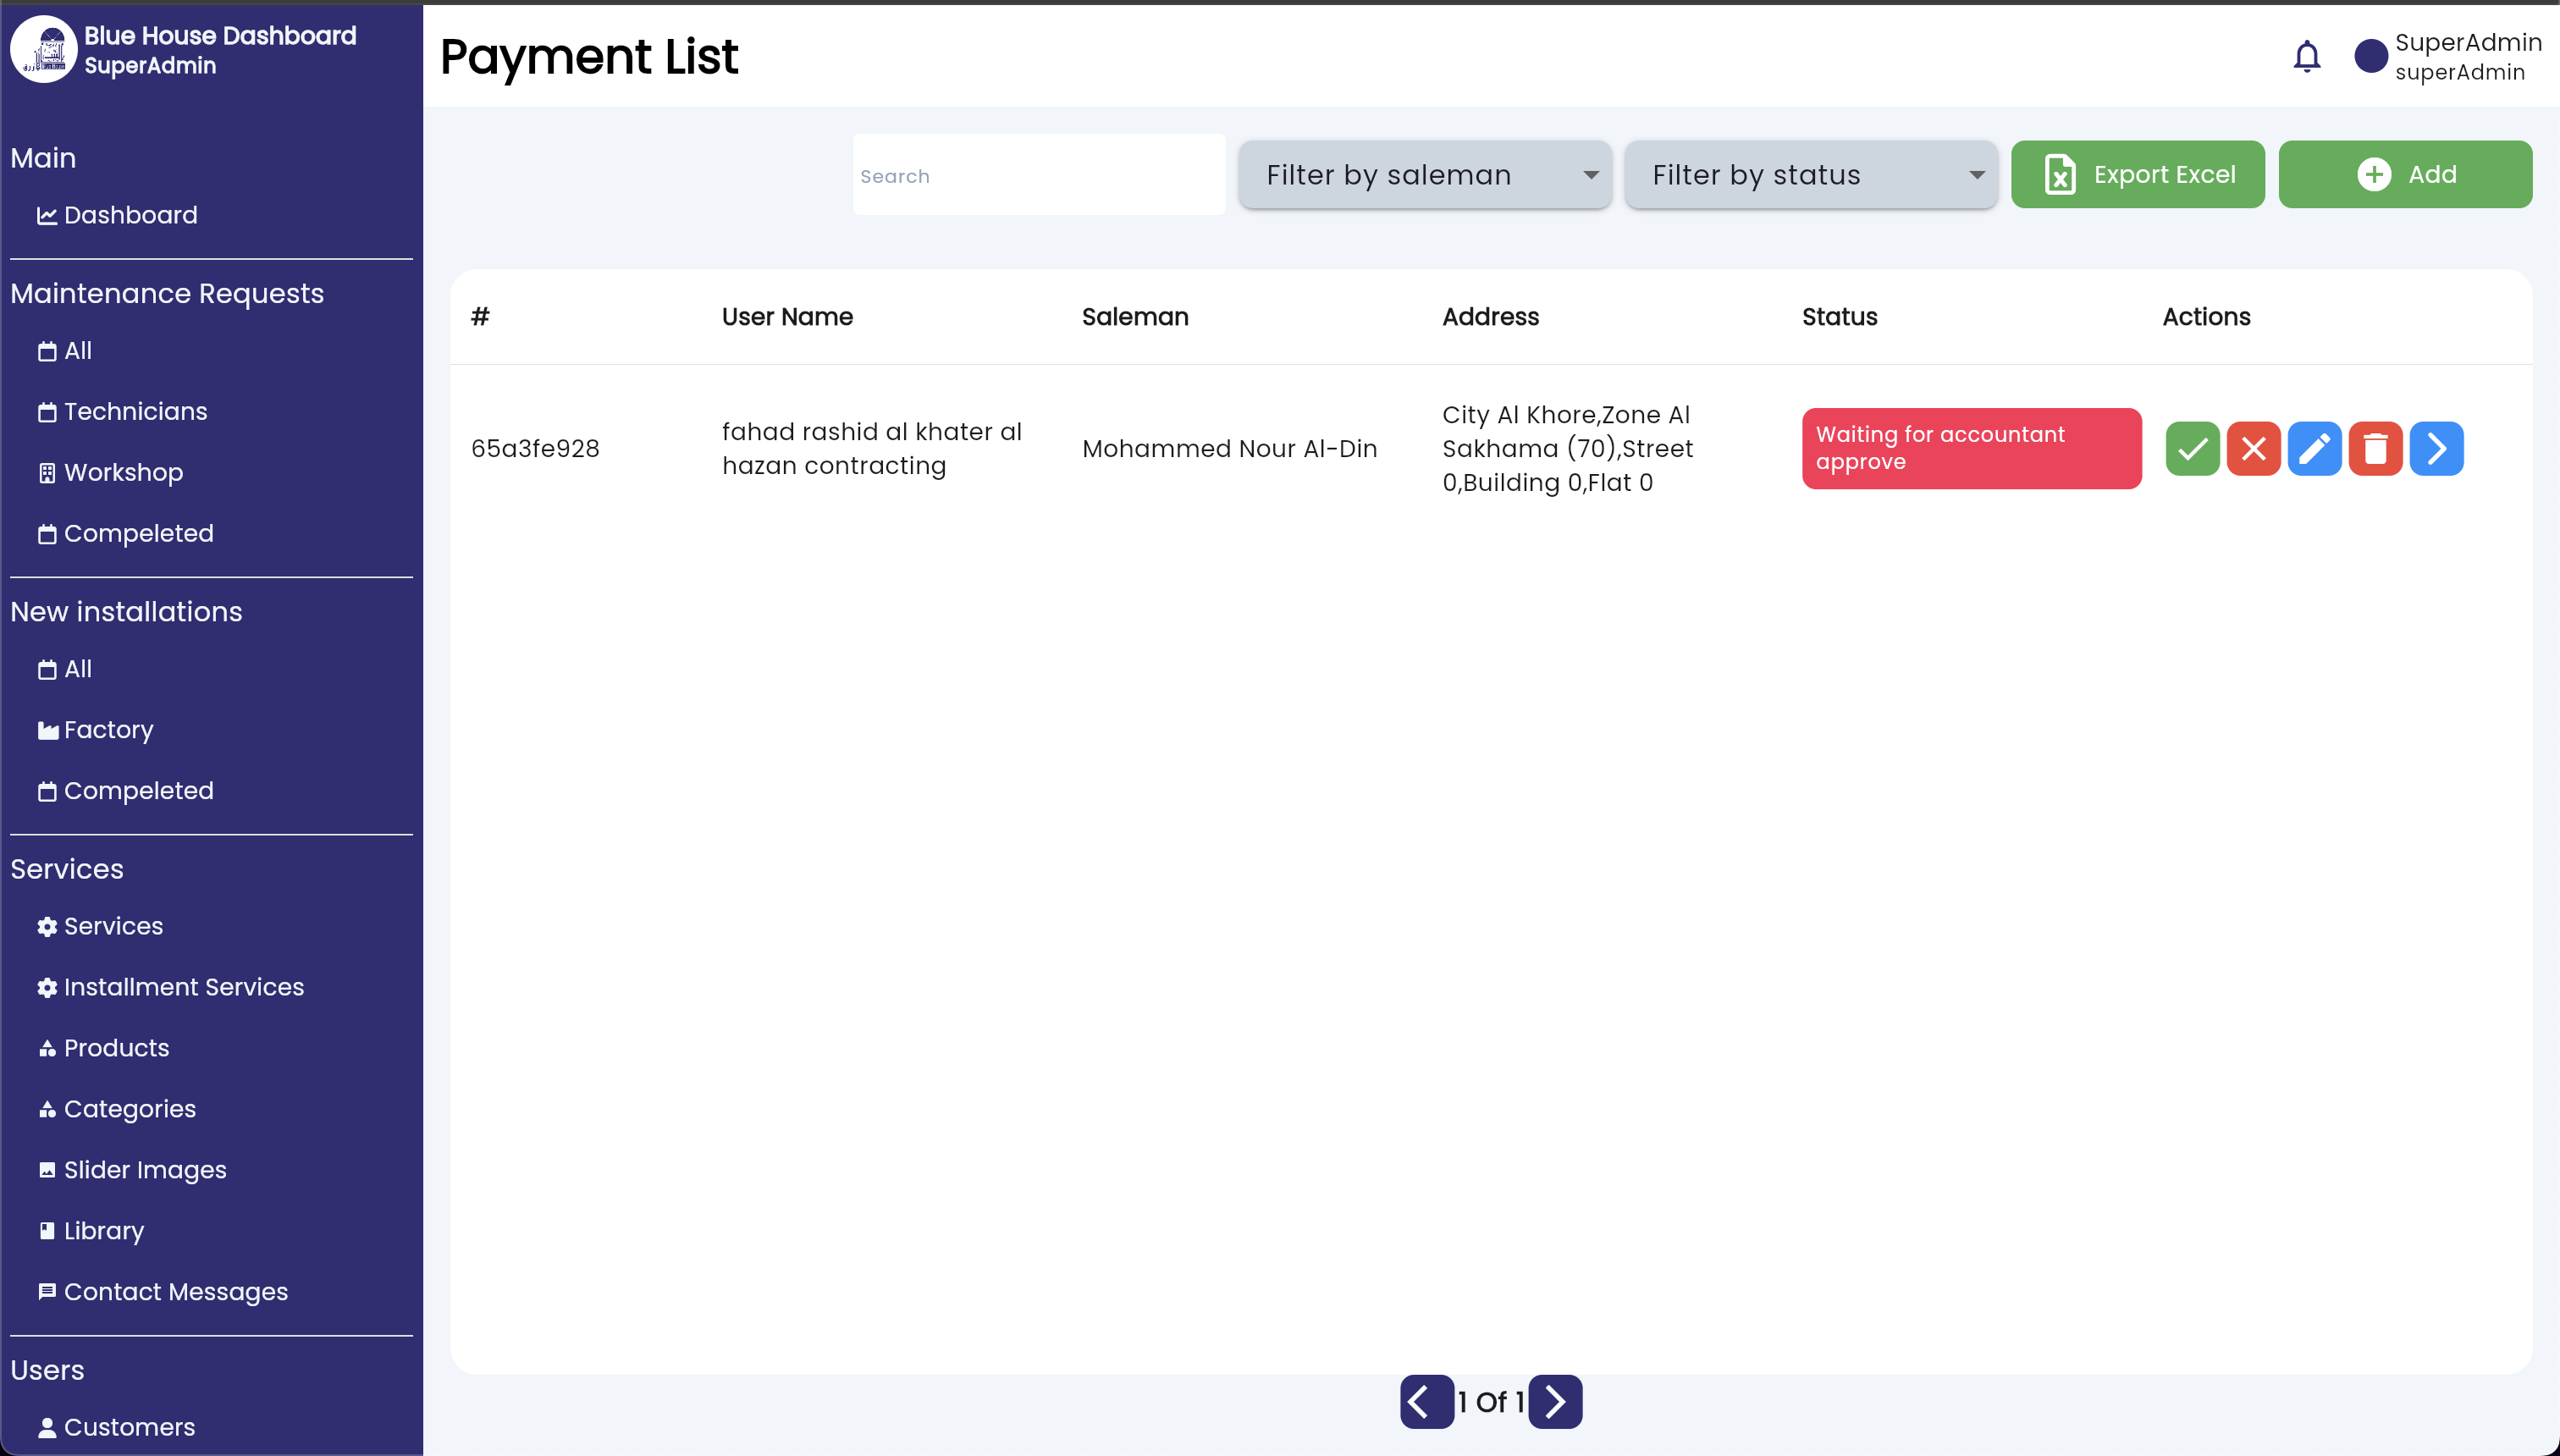 Blue House Dashboard
SuperAdmin
Main
Dashboard
Maintenance Requests
All
Technicians
Workshop
Compeleted
New installations
All
Factory
Compeleted
Services
Services
Installment Services
Products
Categories
Slider Images
Library
Contact Messages
Users
Customers
Payment List
SuperAdmin
superAdmin
Search
Filter by saleman
Filter by status
Export Excel
Add
# User Name Saleman Address Status Actions
65a3fe928
fahad rashid al khater al
hazan contracting
Mohammed Nour Al-Din
City Al Khore,Zone Al
Sakhama (70),Street
0,Building 0,Flat 0
Waiting for accountant
approve
1 Of 1